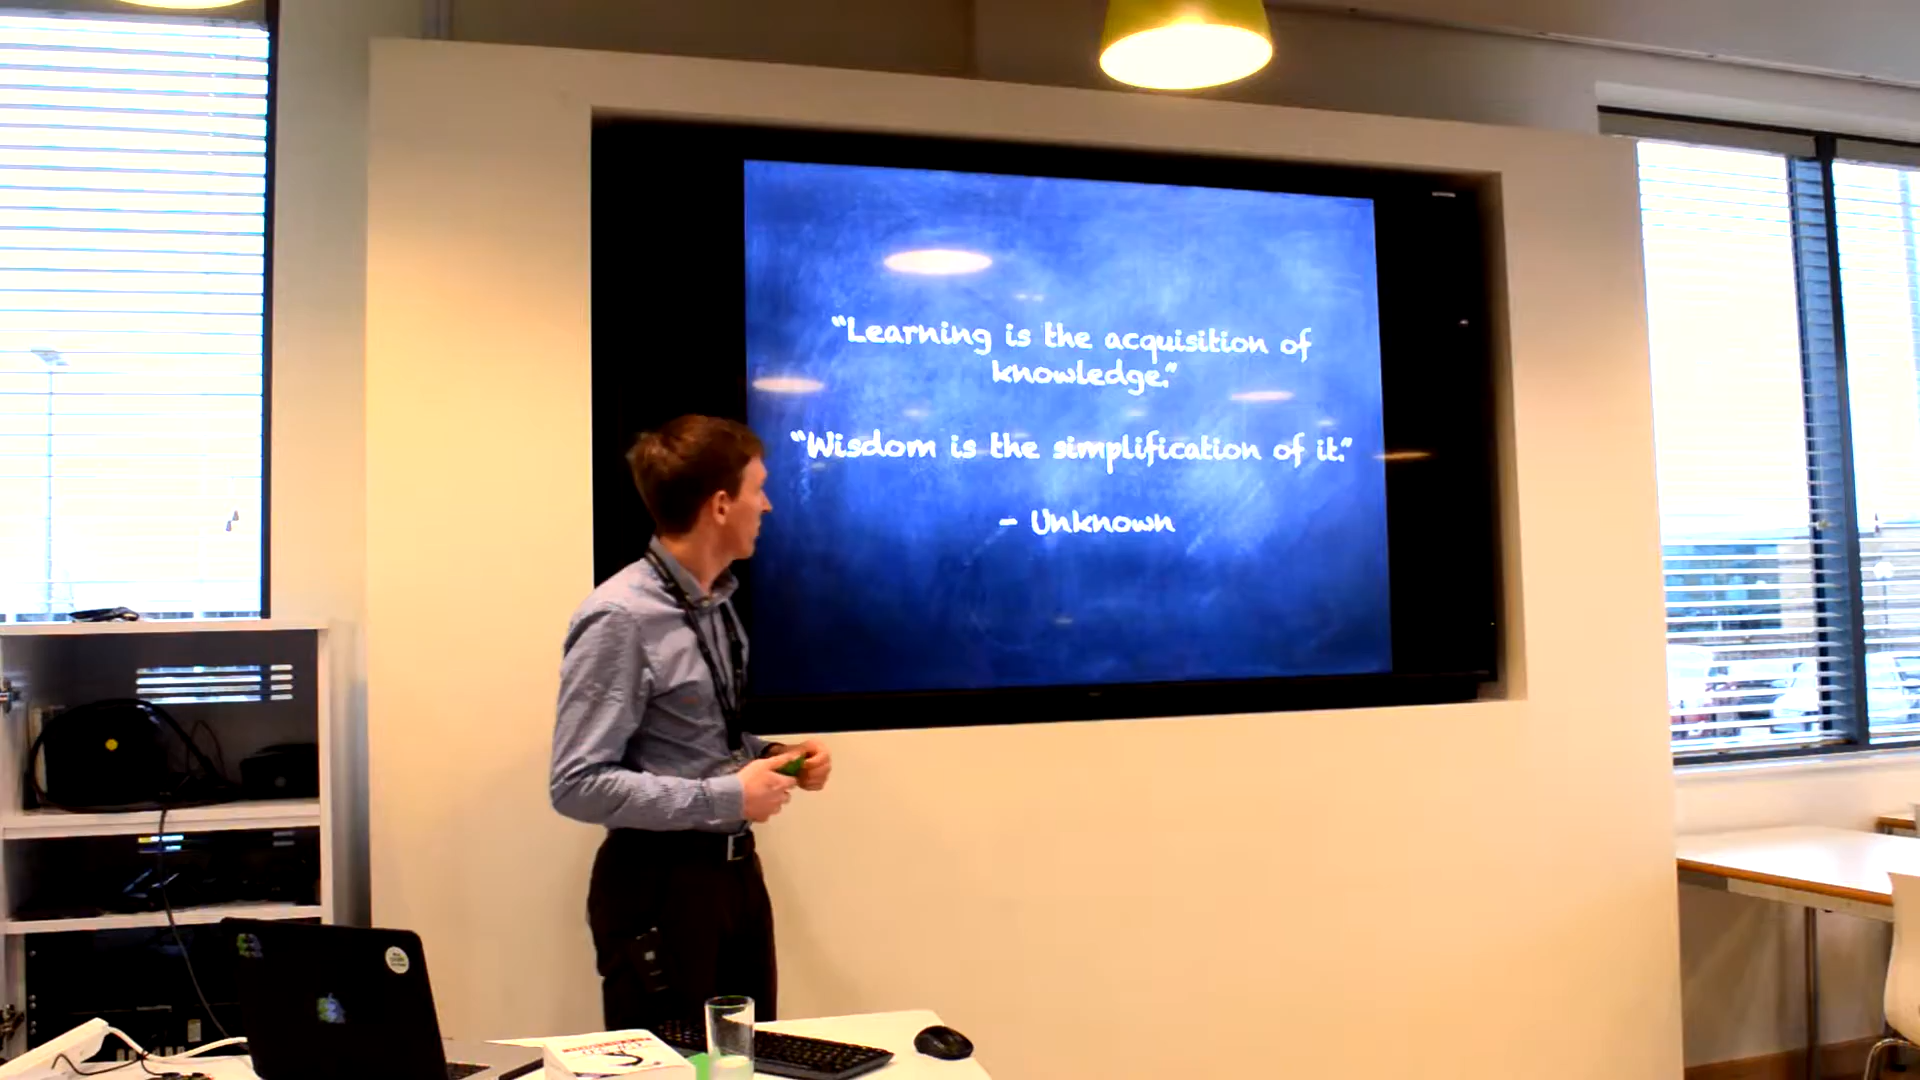 “Learning is the acquisition of
knowledge.”
“Wisdom is the simplification of it.”
- Unknown